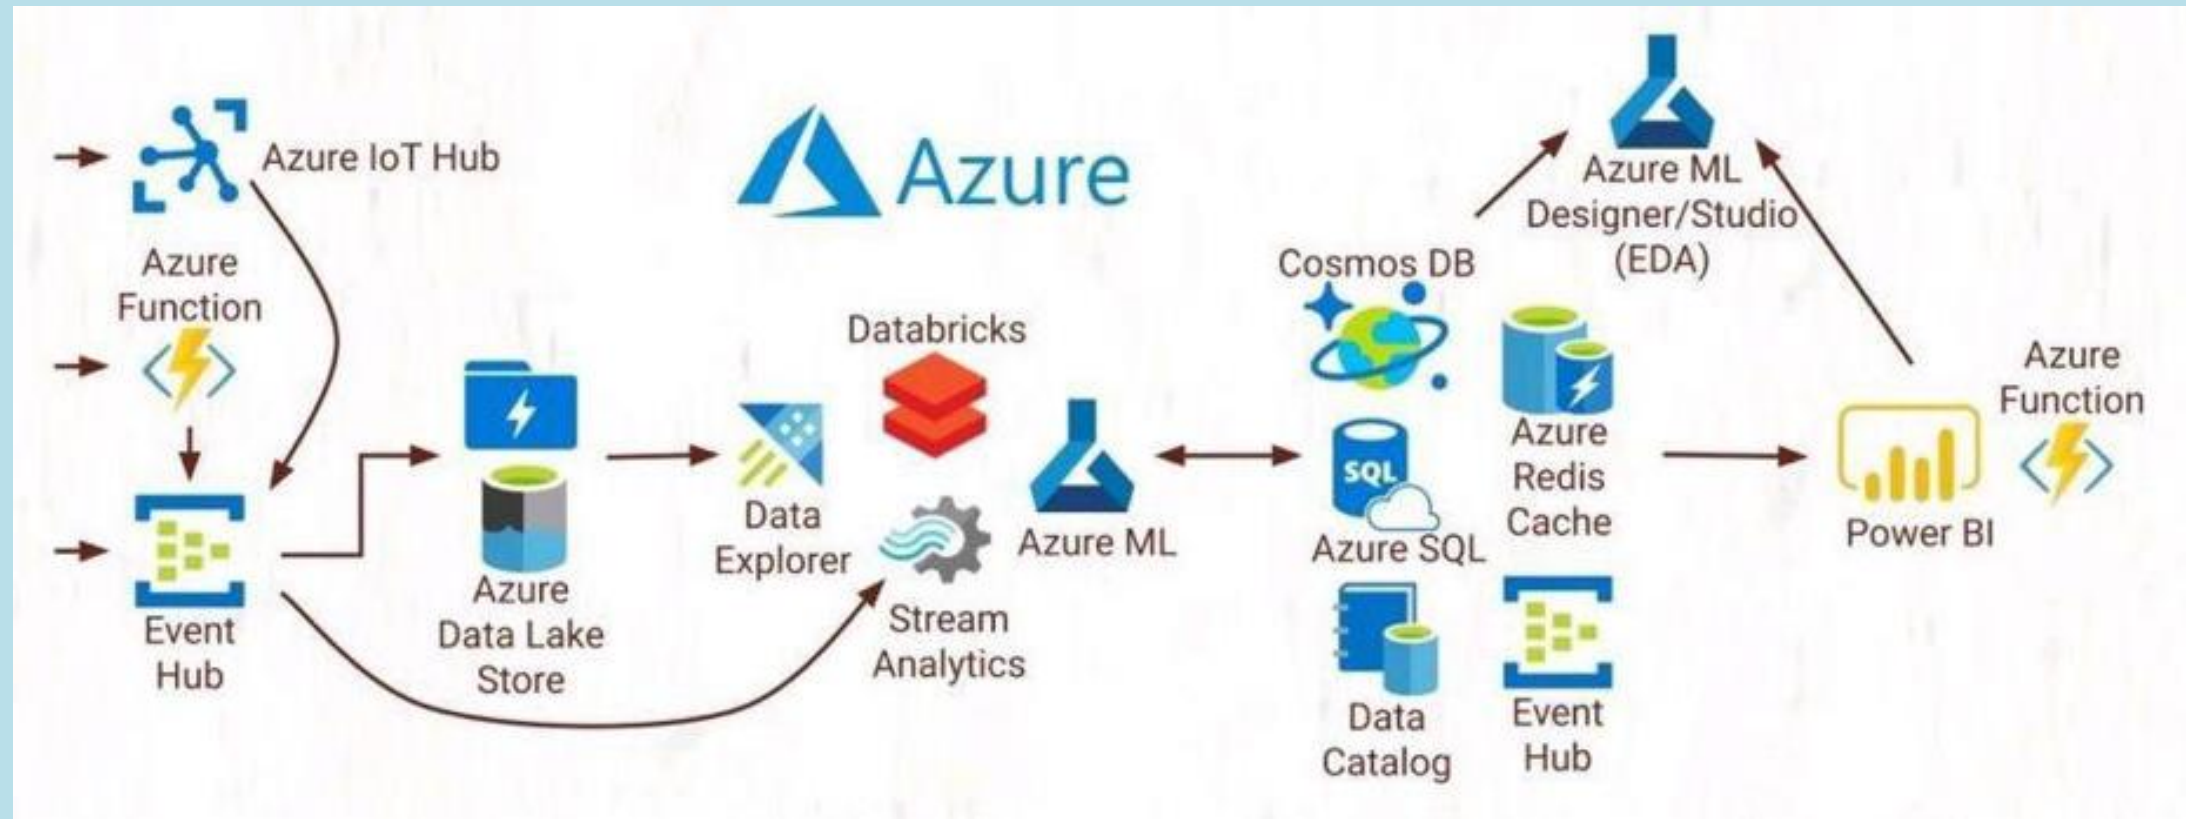 Azure IoT Hub
Azure
Function
Event
Hub
Azure
Data Lake
Store
Azure
Databricks
Data
Explorer
Stream
Analytics
Azure ML
Cosmos DB
SQL
Azure SQL
Data
Catalog
Azure
Redis
Cache
Event
Hub
Azure ML
Designer/Studio
(EDA)
Power BI
Azure
Function